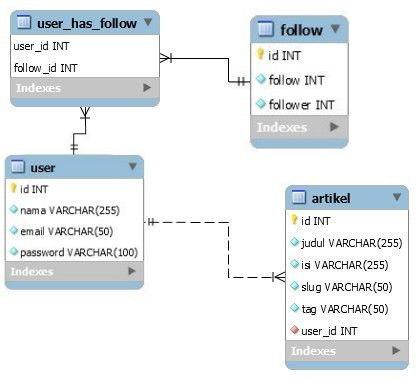 user_has_follow
user_id INT
follow_id INT
Indexes
follow
id INT
follow INT
follower INT
Indexes
user
id INT
nama VARCHAR(255)
email VARCHAR(50)
password VARCHAR(100)
Indexes
artikel
id INT
judul VARCHAR(255)
isi VARCHAR(255)
slug VARCHAR(50)
tag VARCHAR(50)
user_id INT
Indexes